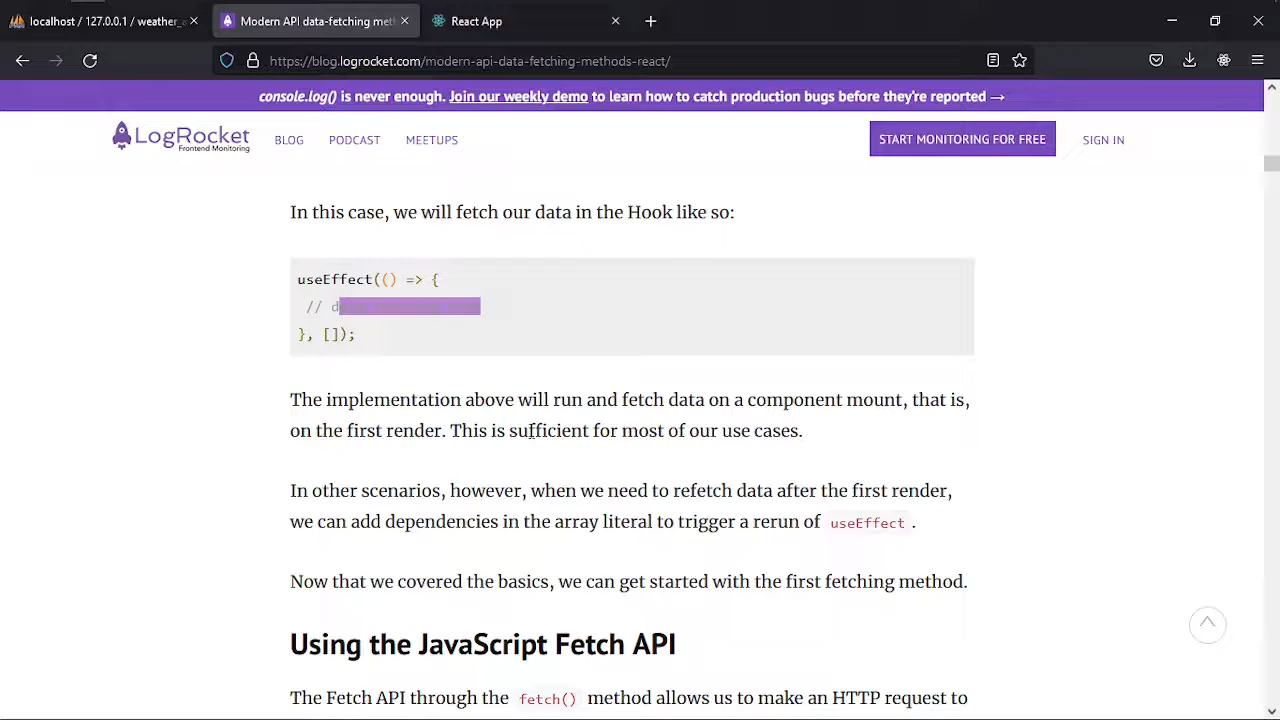 localhost / 127.0.0.1 / weather_
Modern API data-fetching met
React App
https://blog.logrocket.com/modern-api-data-fetching-methods-react/
console.log() is never enough. Join our weekly demo to learn how to catch production bugs before they're reported →
LogRocket
Frontend Monitoring
BLOG
PODCAST
MEETUPS
START MONITORING FOR FREE
SIGN IN
In this case, we will fetch our data in the Hook like so:
useEffect(() => {
// d
}, []);
The implementation above will run and fetch data on a component mount, that is,
on the first render. This is sufficient for most of our use cases.
In other scenarios, however, when we need to refetch data after the first render,
we can add dependencies in the array literal to trigger a rerun of useEffect .
Now that we covered the basics, we can get started with the first fetching method.
Using the JavaScript Fetch API
The Fetch API through the fetch() method allows us to make an HTTP request to